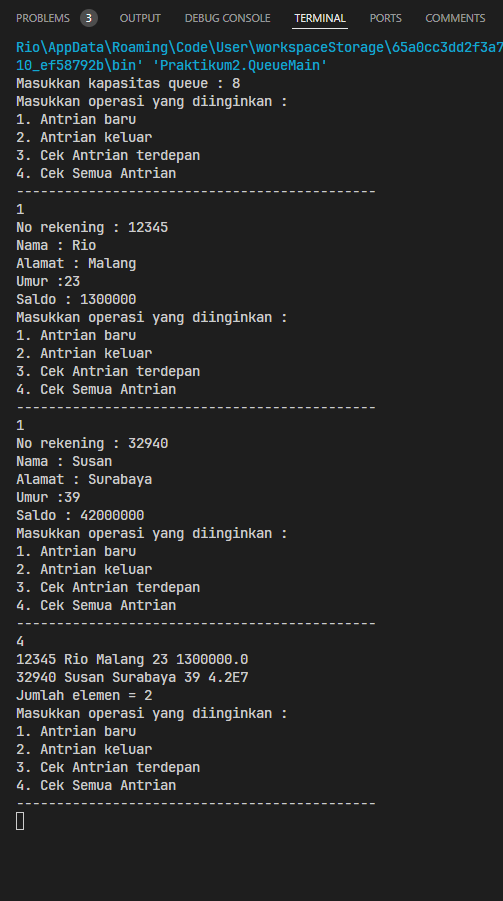 PROBLEMS 3 OUTPUT DEBUG CONSOLE TERMINAL PORTS COMMENTS
Rio\AppData\Roaming\Code\User\workspaceStorage\65a0cc3dd2f3a7
10_ef58792b\bin' 'Praktikum2.QueueMain'
Masukkan kapasitas queue : 8
Masukkan operasi yang diinginkan :
1. Antrian baru
2. Antrian keluar
3. Cek Antrian terdepan
4. Cek Semua Antrian
---------------------------------------------
1
No rekening : 12345
Nama : Rio
Alamat : Malang
Umur :23
Saldo : 1300000
Masukkan operasi yang diinginkan :
1. Antrian baru
2. Antrian keluar
3. Cek Antrian terdepan
4. Cek Semua Antrian
---------------------------------------------
1
No rekening : 32940
Nama : Susan
Alamat : Surabaya
Umur :39
Saldo : 42000000
Masukkan operasi yang diinginkan :
1. Antrian baru
2. Antrian keluar
3. Cek Antrian terdepan
4. Cek Semua Antrian
---------------------------------------------
4
12345 Rio Malang 23 1300000.0
32940 Susan Surabaya 39 4.2E7
Jumlah elemen = 2
Masukkan operasi yang diinginkan :
1. Antrian baru
2. Antrian keluar
3. Cek Antrian terdepan
4. Cek Semua Antrian
---------------------------------------------